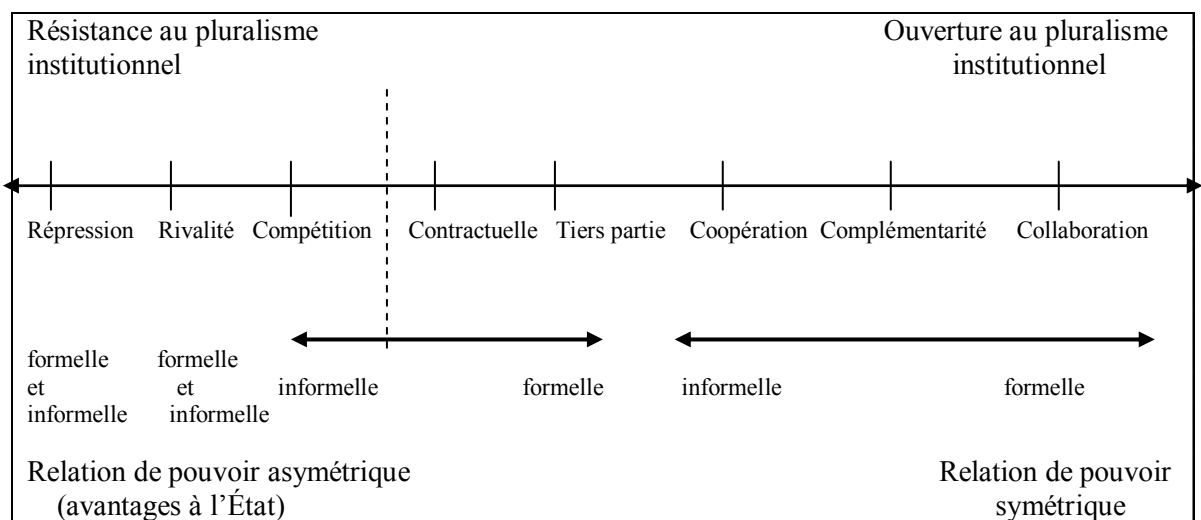 Résistance au pluralisme
institutionnel
Ouverture au pluralisme
institutionnel
Répression Rivalité Compétition Contractuelle Tiers partie Coopération Complémentarité Collaboration
formelle
et
informelle
formelle
et
informelle
informelle formelle informelle formelle
Relation de pouvoir asymétrique
(avantages à l'État)
Relation de pouvoir
symétrique